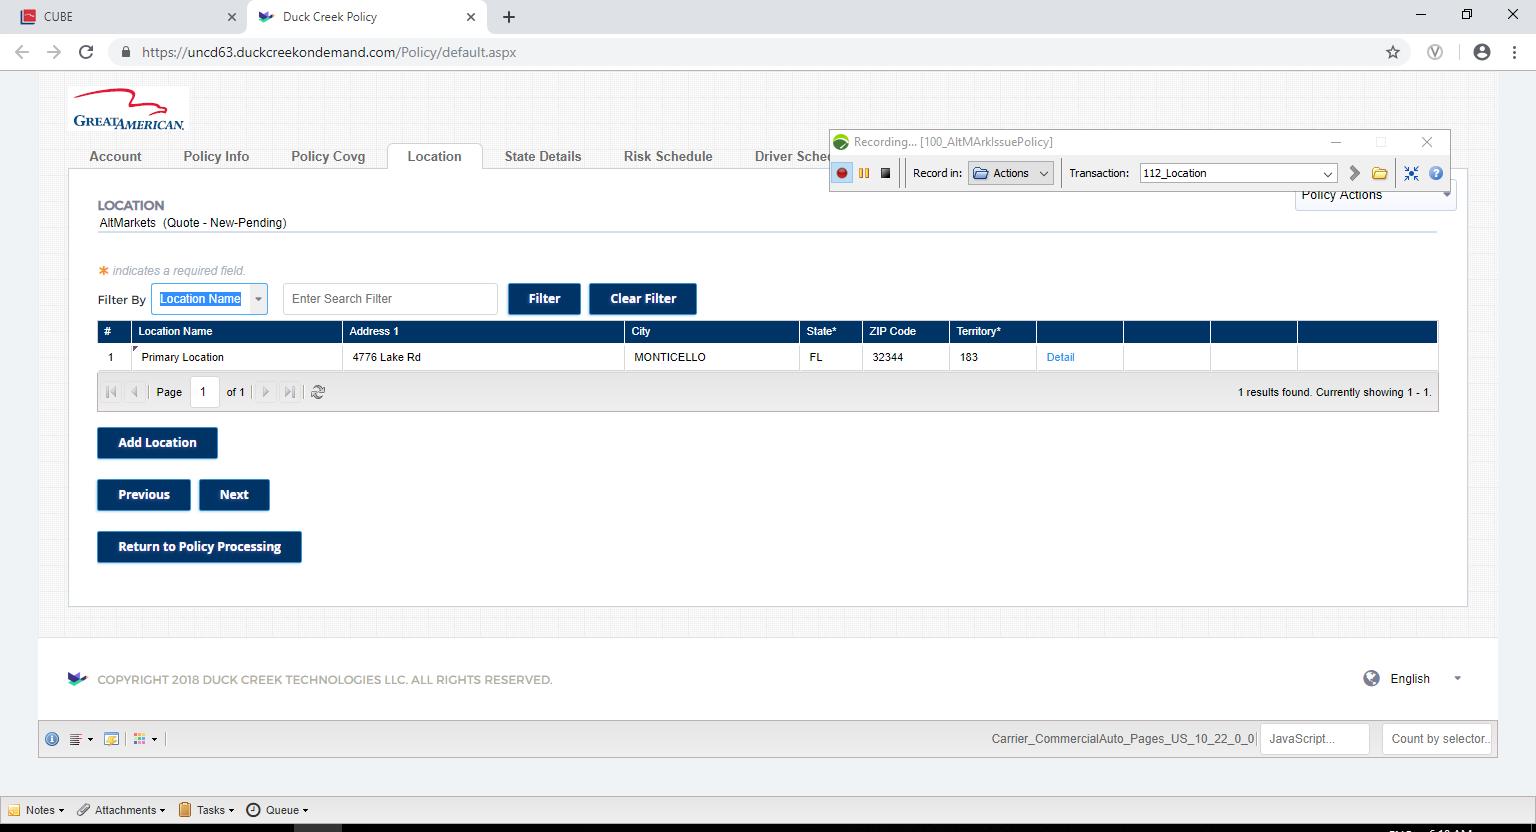 CUBE
Duck Creek Policy
https://uncd63.duckcreekondemand.com/Policy/default.aspx
GREATAMERICAN.
Recording... [100_AltMArkIssuePolicy]
Account Policy Info Policy Covg Location State Details Risk Schedule Driver Sche
Record in: Actions Transaction: 112_Location
Policy Actions
LOCATION
AltMarkets (Quote - New-Pending)
* indicates a required field.
Filter By Location Name Enter Search Filter Filter Clear Filter
# Location Name Address 1 City State* ZIP Code Territory*
1 Primary Location 4776 Lake Rd MONTICELLO FL 32344 183 Detail
Page 1 of 1 1 results found. Currently showing 1 - 1.
Add Location
Previous Next
Return to Policy Processing
COPYRIGHT 2018 DUCK CREEK TECHNOLOGIES LLC. ALL RIGHTS RESERVED.
English
Carrier_CommercialAuto_Pages_US_10_22_0_0 JavaScript... Count by selector..
Notes Attachments Tasks Queue